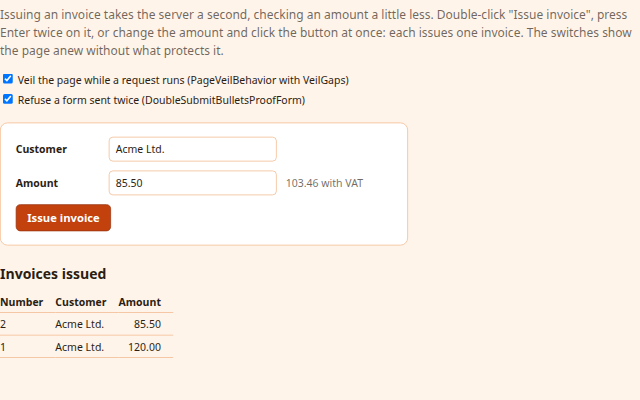 Issuing an invoice takes the server a second, checking an amount a little less. Double-click "Issue invoice", press
Enter twice on it, or change the amount and click the button at once: each issues one invoice. The switches show
the page anew without what protects it.
Veil the page while a request runs (PageVeilBehavior with VeilGaps)
Refuse a form sent twice (DoubleSubmitBulletsProofForm)
Customer Acme Ltd.
Amount 85.50 103.46 with VAT
Issue invoice
Invoices issued
Number Customer Amount
2 Acme Ltd. 85.50
1 Acme Ltd. 120.00